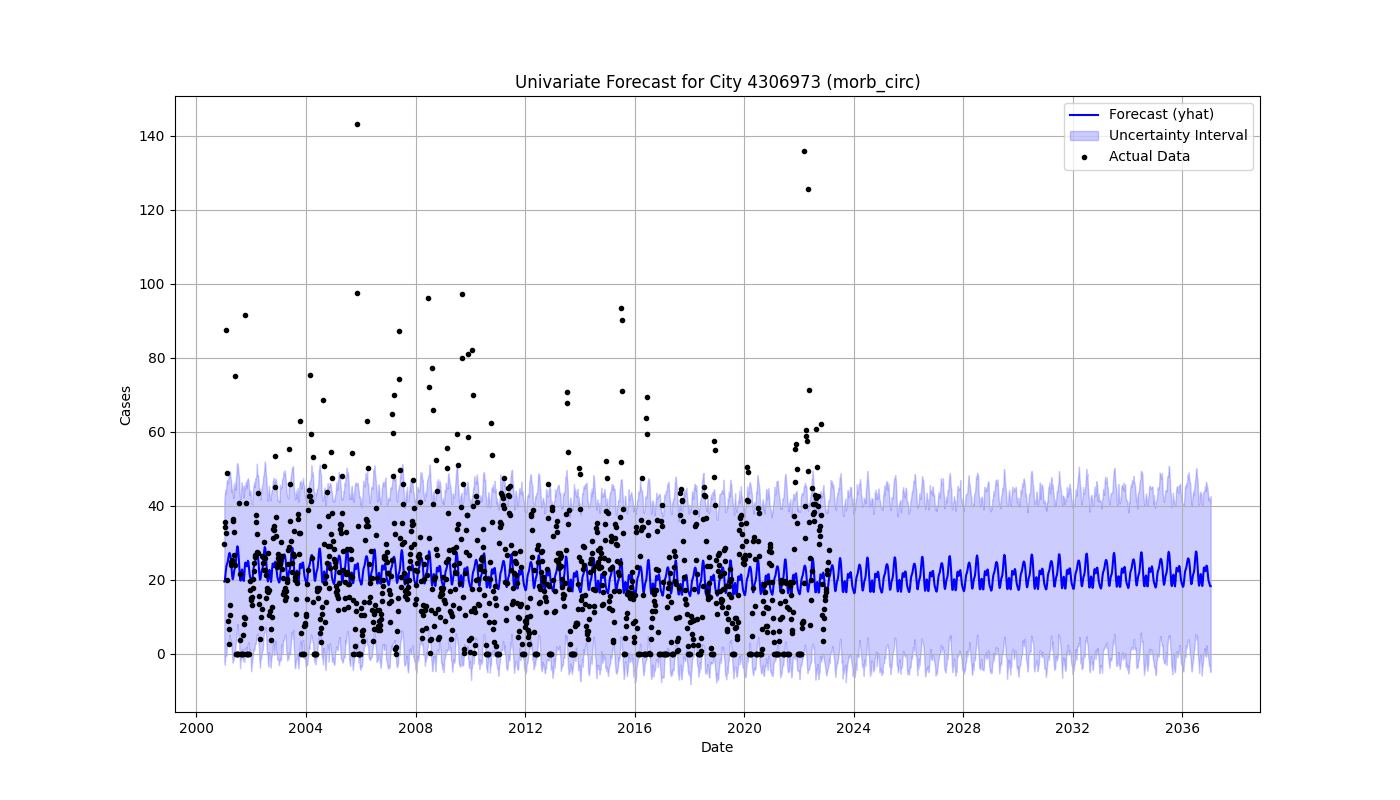 Univariate Forecast for City 4306973 (morb_circ)
Forecast (yhat)
Uncertainty Interval
Actual Data
140
120
100
80
60
40
20
0
Cases
2000 2004 2008 2012 2016 2020 2024 2028 2032 2036
Date